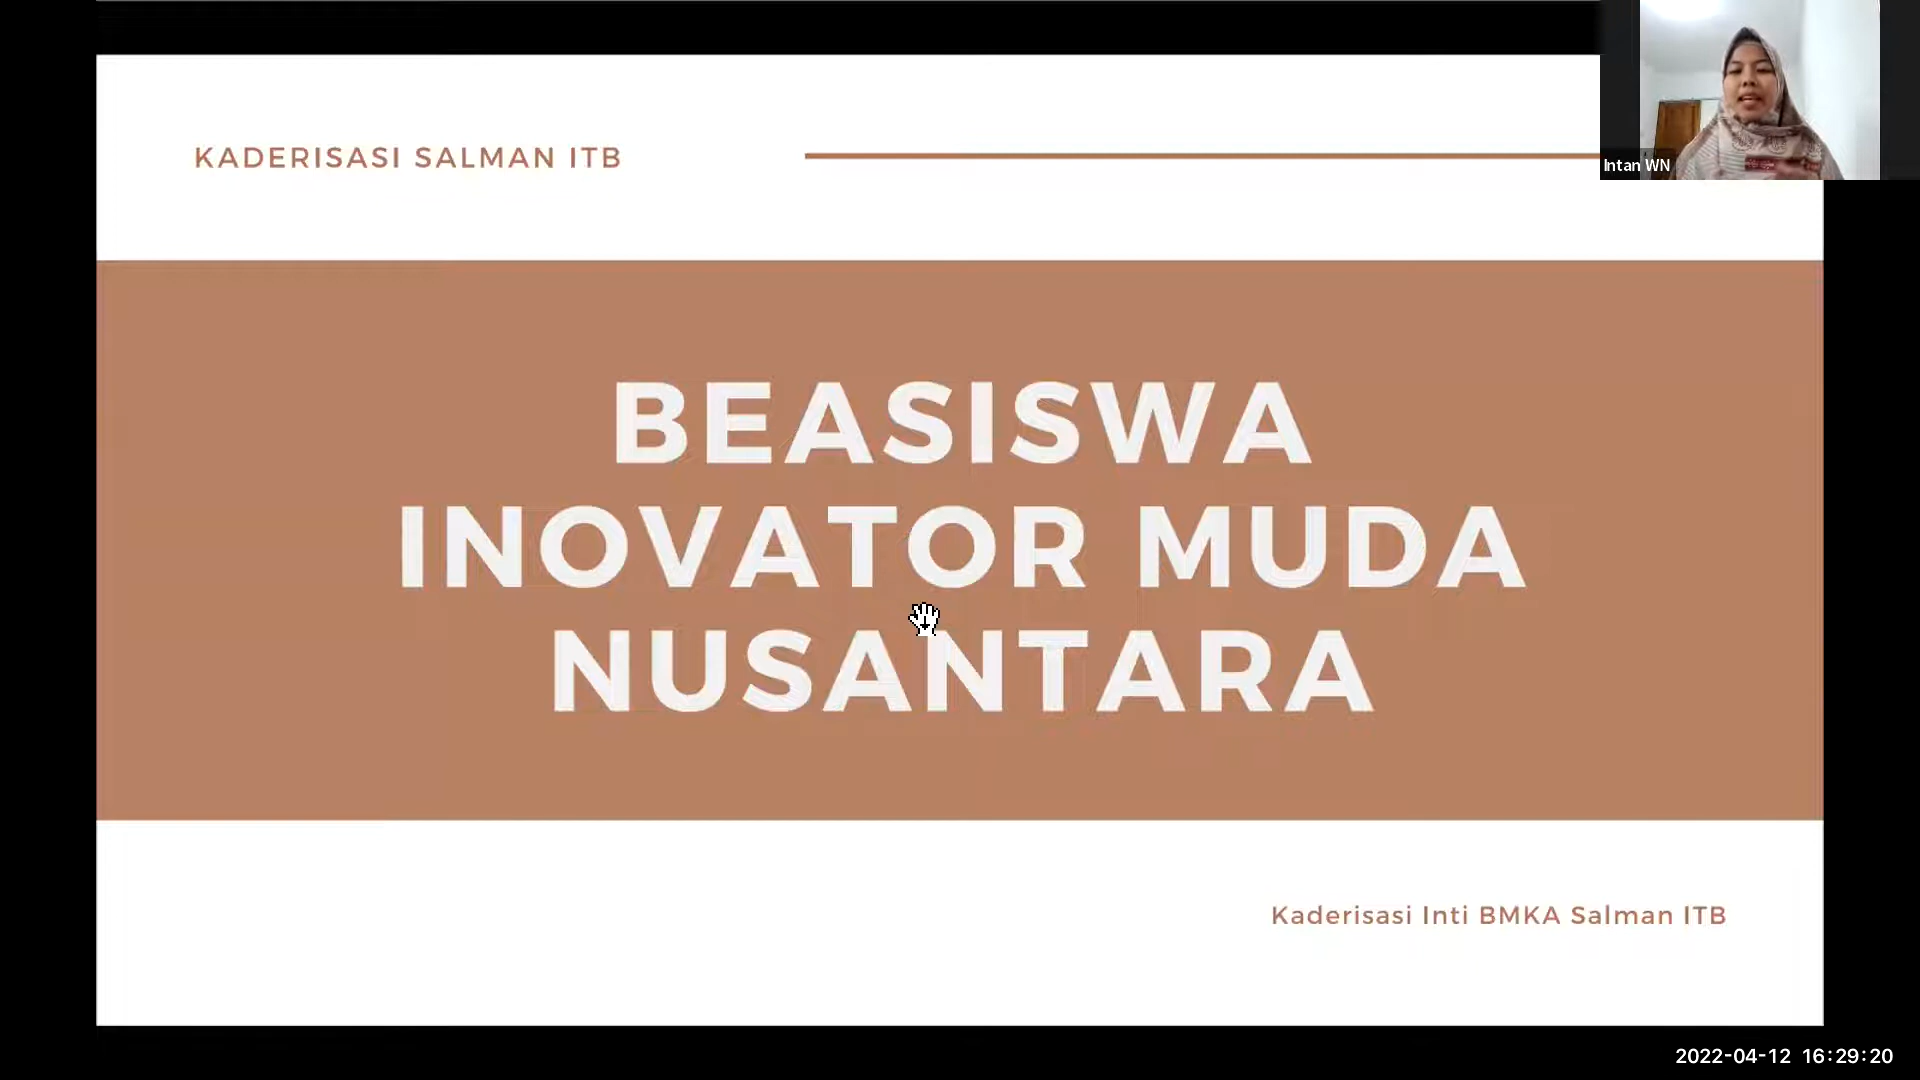 KADERISASI SALMAN ITB
Intan WN
BEASISWA
INOVATOR MUDA
NUSANTARA
Kaderisasi Inti BMKA Salman ITB
2022-04-12 16:29:20